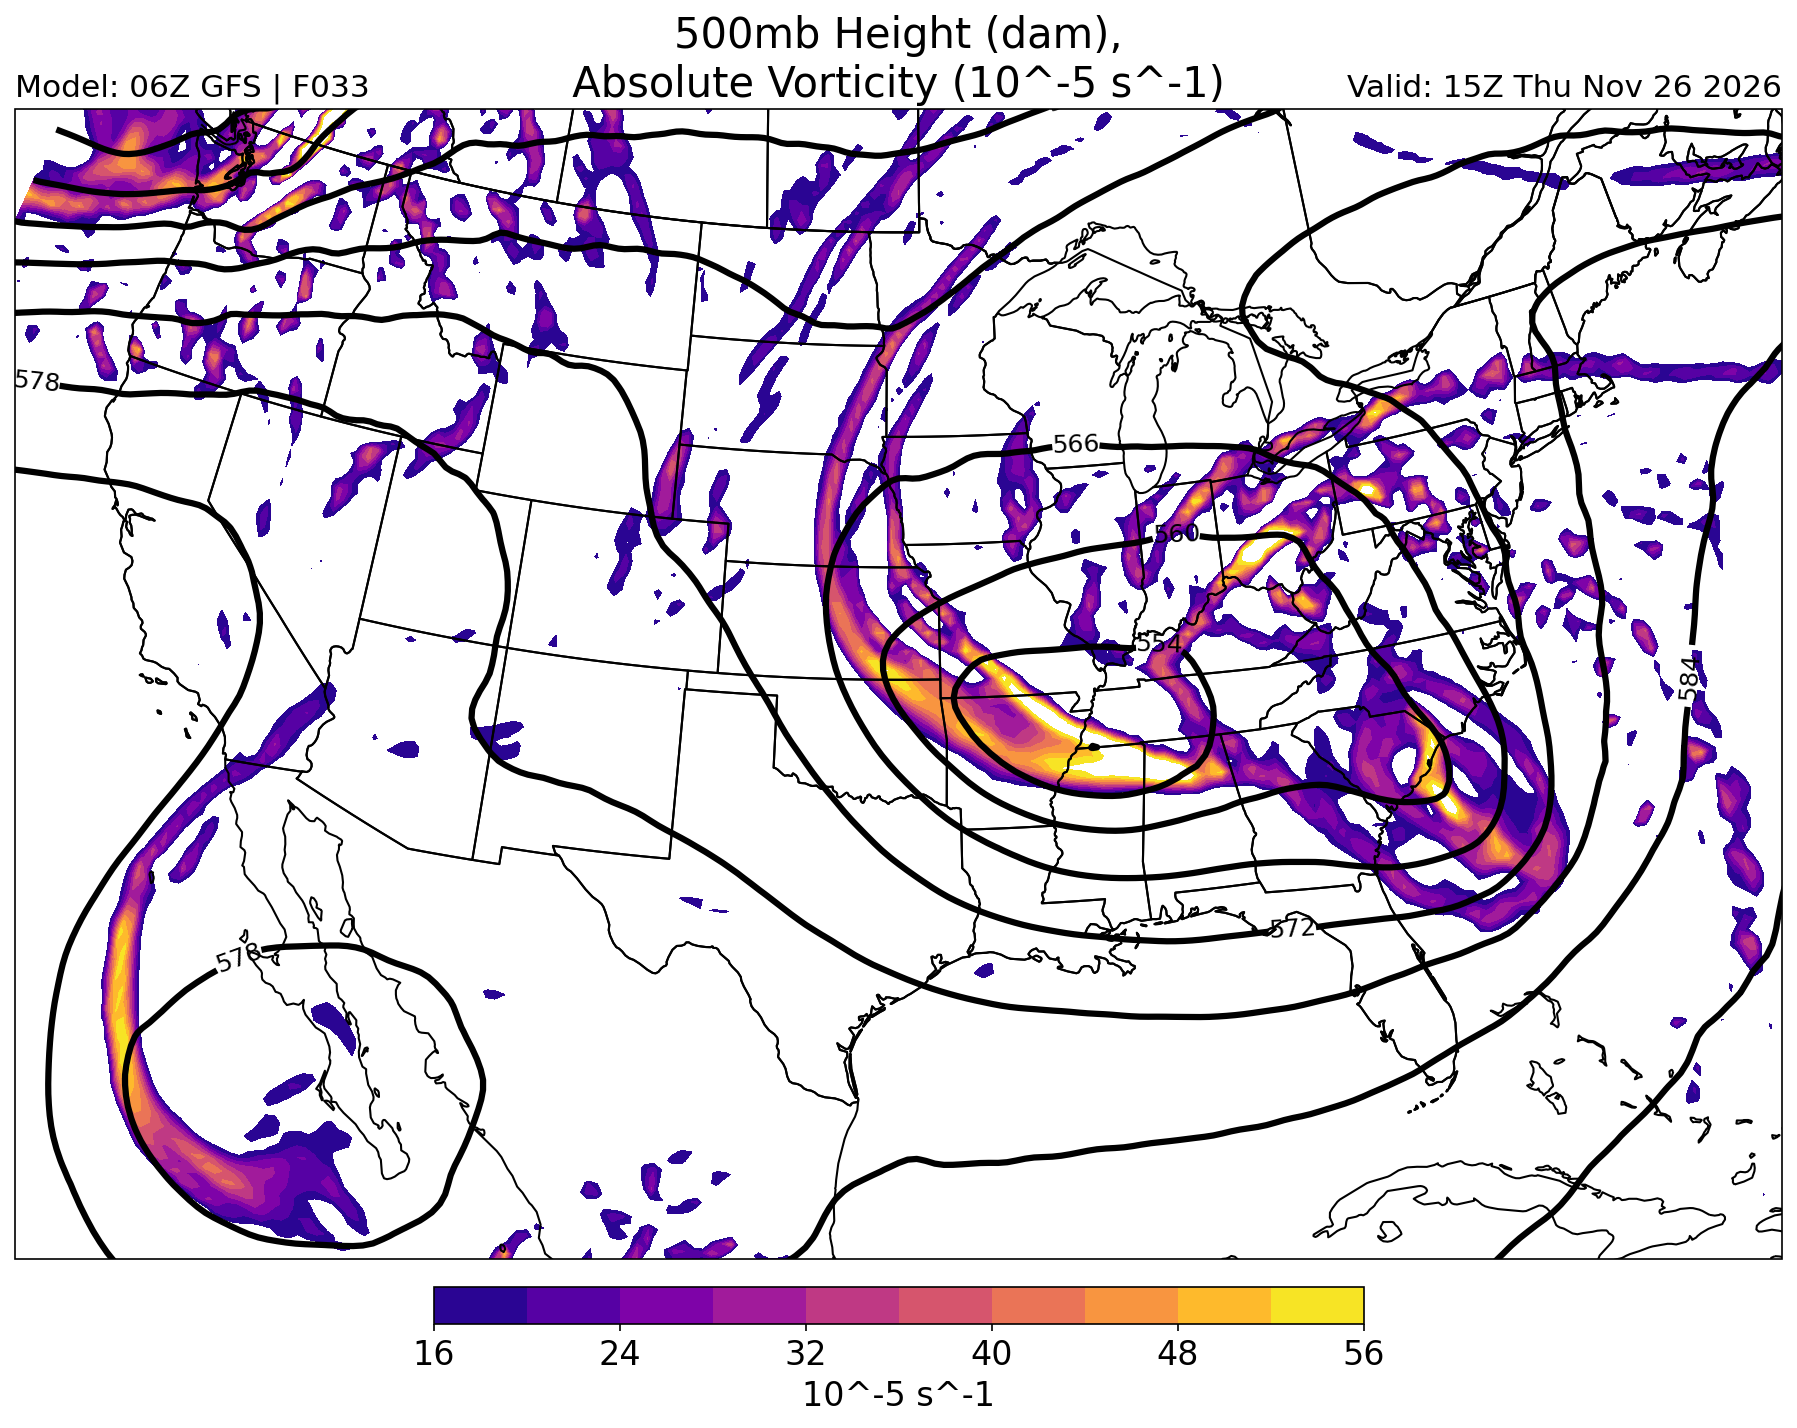 500mb Height (dam),
Absolute Vorticity (10^-5 s^-1)
Model: 06Z GFS | F033
Valid: 15Z Thu Nov 26 2026
578
566
560
554
584
578
572
16
24
32
40
48
56
10^-5 s^-1